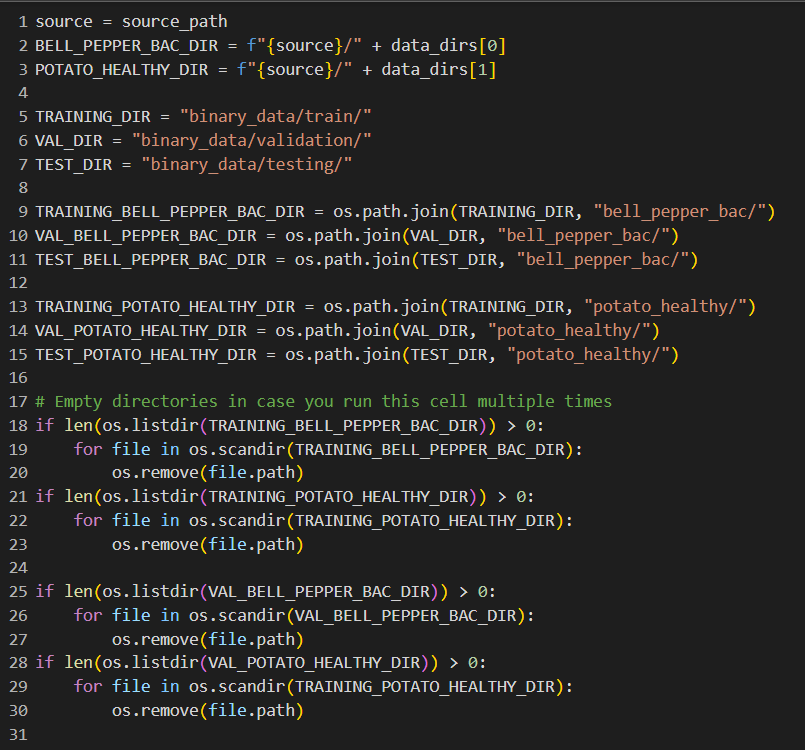 1 source = source_path
2 BELL_PEPPER_BAC_DIR = f"{source}/" + data_dirs[0]
3 POTATO_HEALTHY_DIR = f"{source}/" + data_dirs[1]
4
5 TRAINING_DIR = "binary_data/train/"
6 VAL_DIR = "binary_data/validation/"
7 TEST_DIR = "binary_data/testing/"
8
9 TRAINING_BELL_PEPPER_BAC_DIR = os.path.join(TRAINING_DIR, "bell_pepper_bac/")
10 VAL_BELL_PEPPER_BAC_DIR = os.path.join(VAL_DIR, "bell_pepper_bac/")
11 TEST_BELL_PEPPER_BAC_DIR = os.path.join(TEST_DIR, "bell_pepper_bac/")
12
13 TRAINING_POTATO_HEALTHY_DIR = os.path.join(TRAINING_DIR, "potato_healthy/")
14 VAL_POTATO_HEALTHY_DIR = os.path.join(VAL_DIR, "potato_healthy/")
15 TEST_POTATO_HEALTHY_DIR = os.path.join(TEST_DIR, "potato_healthy/")
16
17 # Empty directories in case you run this cell multiple times
18 if len(os.listdir(TRAINING_BELL_PEPPER_BAC_DIR)) > 0:
19     for file in os.scandir(TRAINING_BELL_PEPPER_BAC_DIR):
20         os.remove(file.path)
21 if len(os.listdir(TRAINING_POTATO_HEALTHY_DIR)) > 0:
22     for file in os.scandir(TRAINING_POTATO_HEALTHY_DIR):
23         os.remove(file.path)
24
25 if len(os.listdir(VAL_BELL_PEPPER_BAC_DIR)) > 0:
26     for file in os.scandir(VAL_BELL_PEPPER_BAC_DIR):
27         os.remove(file.path)
28 if len(os.listdir(VAL_POTATO_HEALTHY_DIR)) > 0:
29     for file in os.scandir(TRAINING_POTATO_HEALTHY_DIR):
30         os.remove(file.path)
31